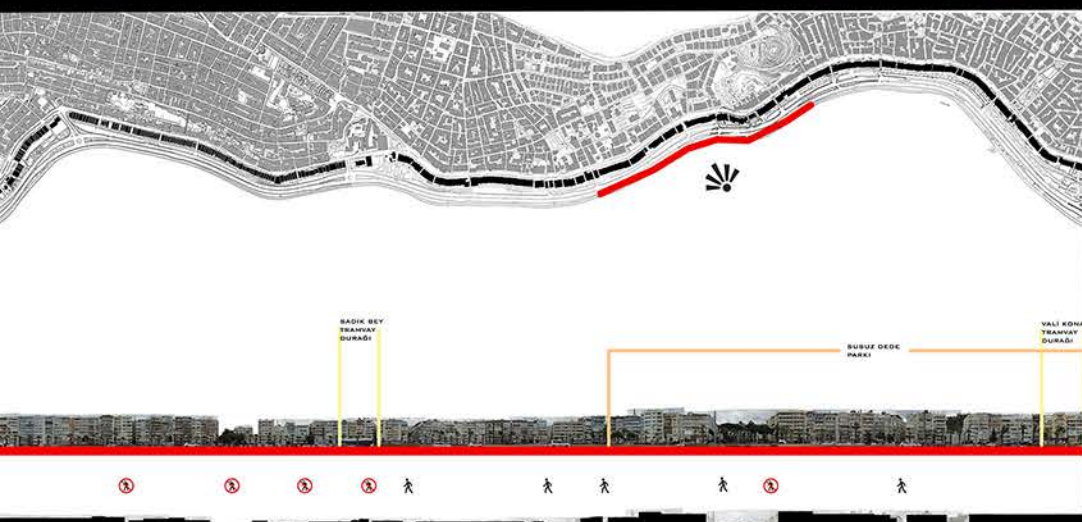 SADIK BEY
TRAMVAY
DURAĞI
SUSUZ DEDE
PARKI
VALİ KONA
TRAMVAY
DURAĞI